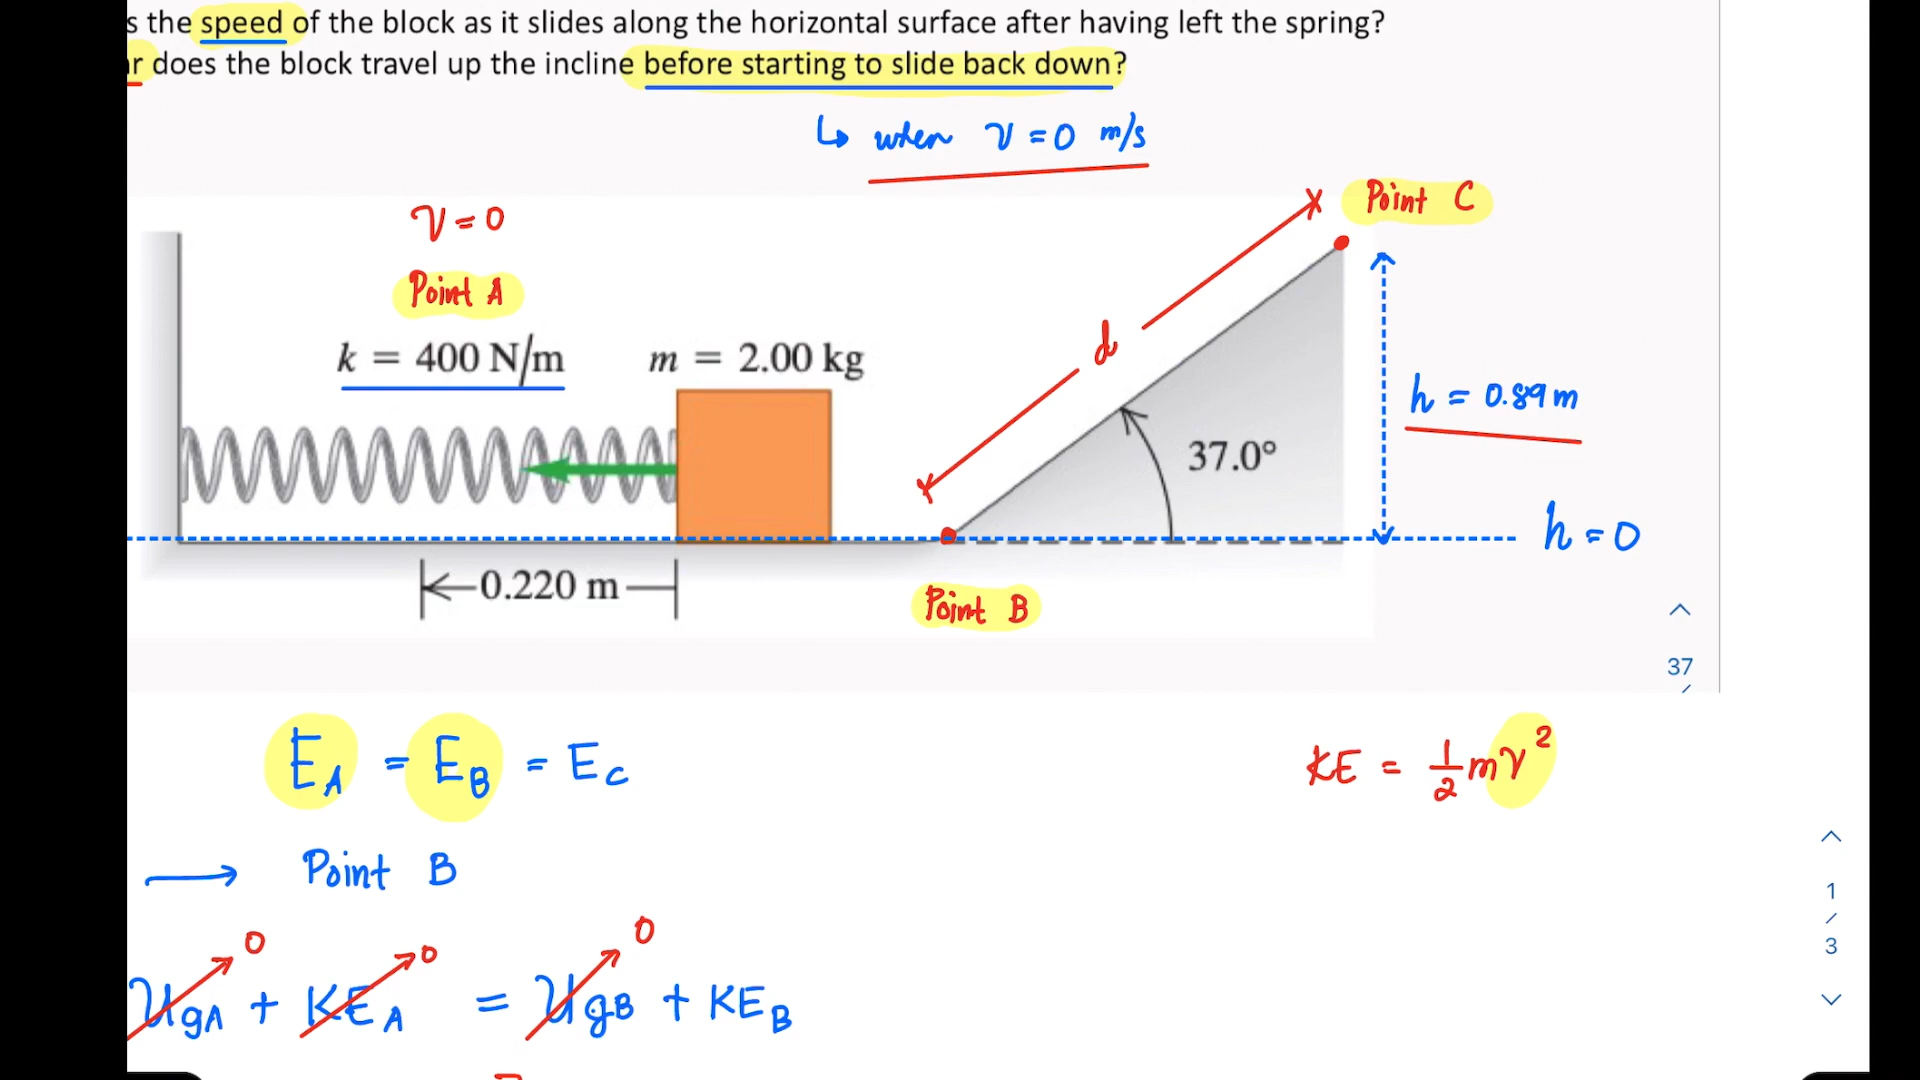 s the speed of the block as it slides along the horizontal surface after having left the spring?
ar does the block travel up the incline before starting to slide back down?
↳ when v = 0 m/s
v = 0
Point C
Point A
k = 400 N/m
m = 2.00 kg
d
h = 0.89 m
37.0°
h = 0
0.220 m
Point B
37
E_A = E_B = E_C
KE = 1/2 mv²
→ Point B
1
/
3
0 0 0
U_gA + KE_A = U_gB + KE_B